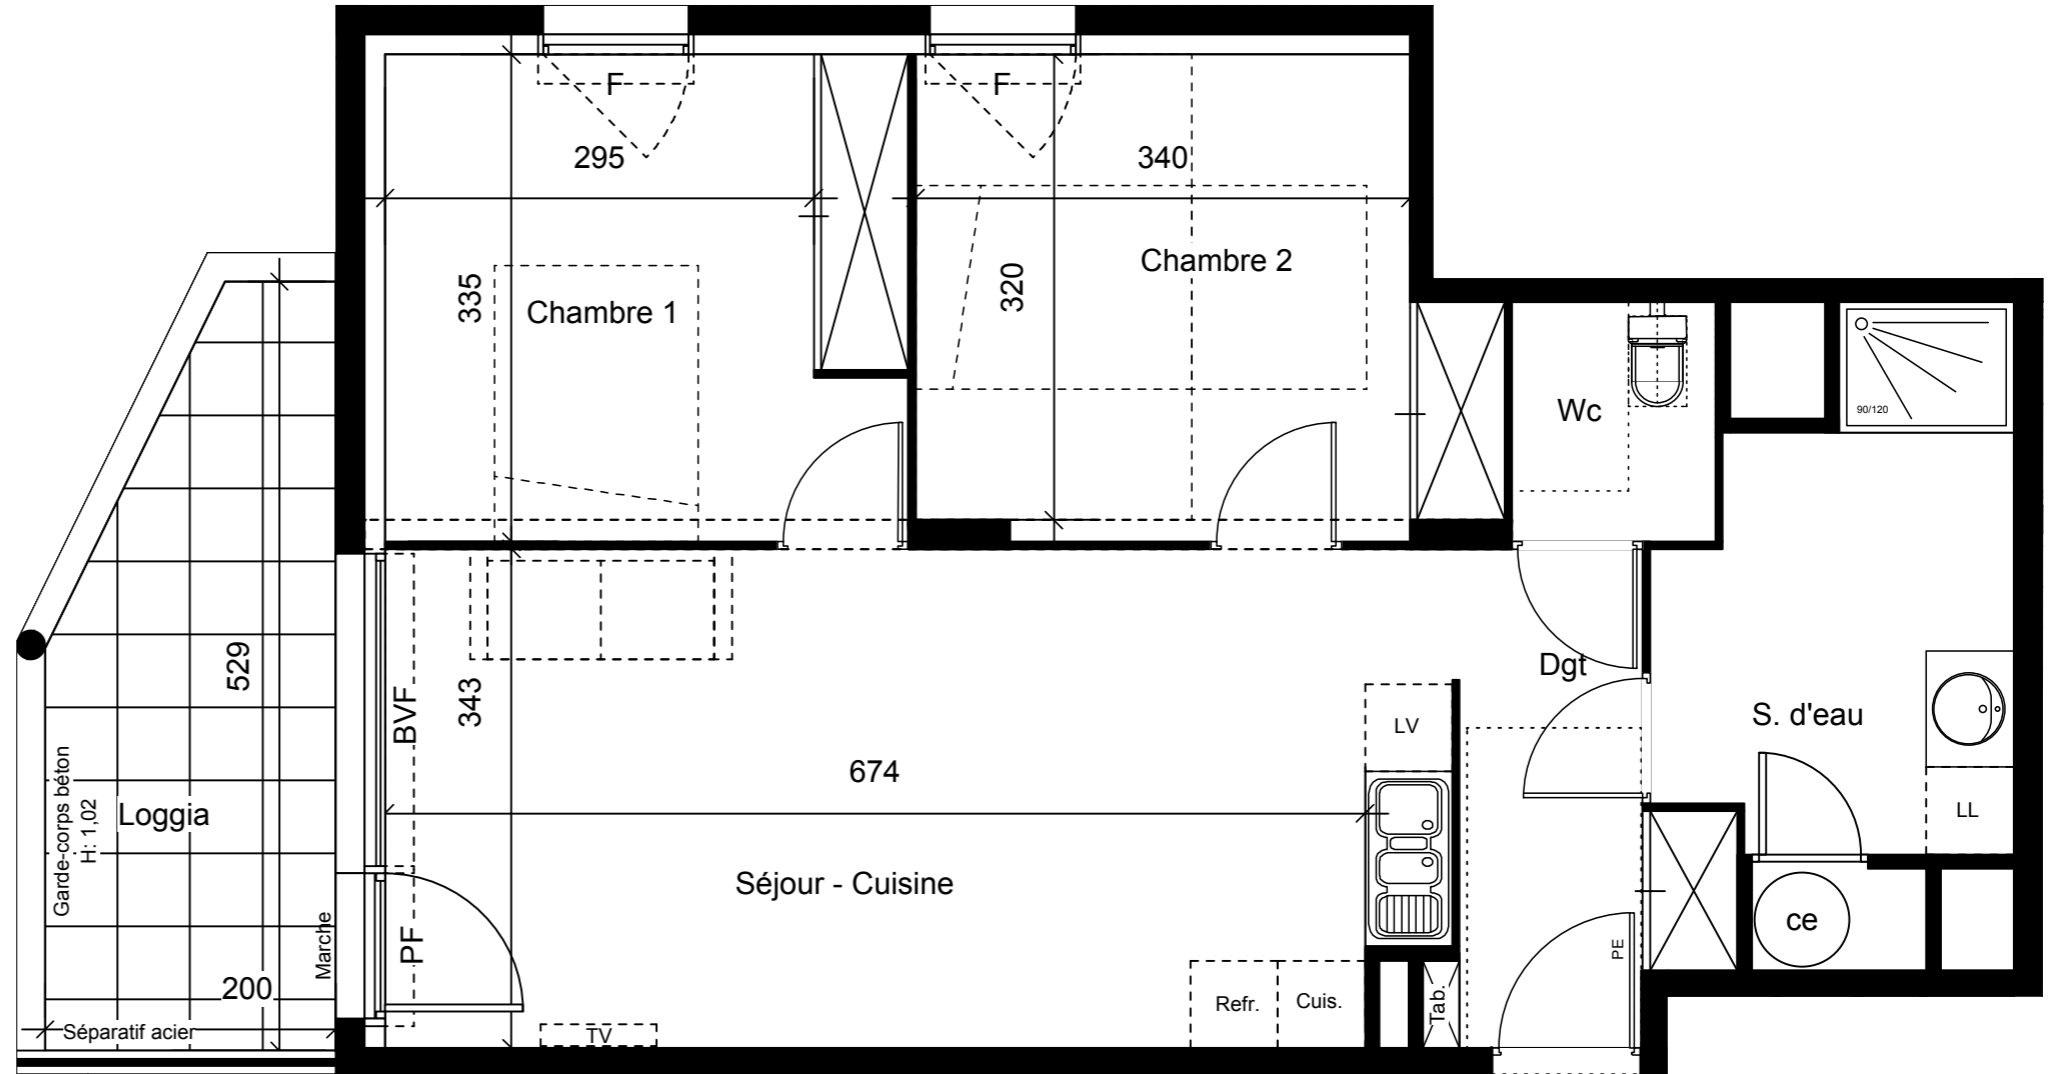 F
F
295
340
Chambre 1
335
Chambre 2
320
Wc
90/120
529
BVF
343
Dgt
LV
S. d'eau
674
Garde-corps béton
H: 1,02
Loggia
LL
Séjour - Cuisine
Marche
PF
PE
ce
200
Refr.
Cuis.
Tab.
Séparatif acier
TV